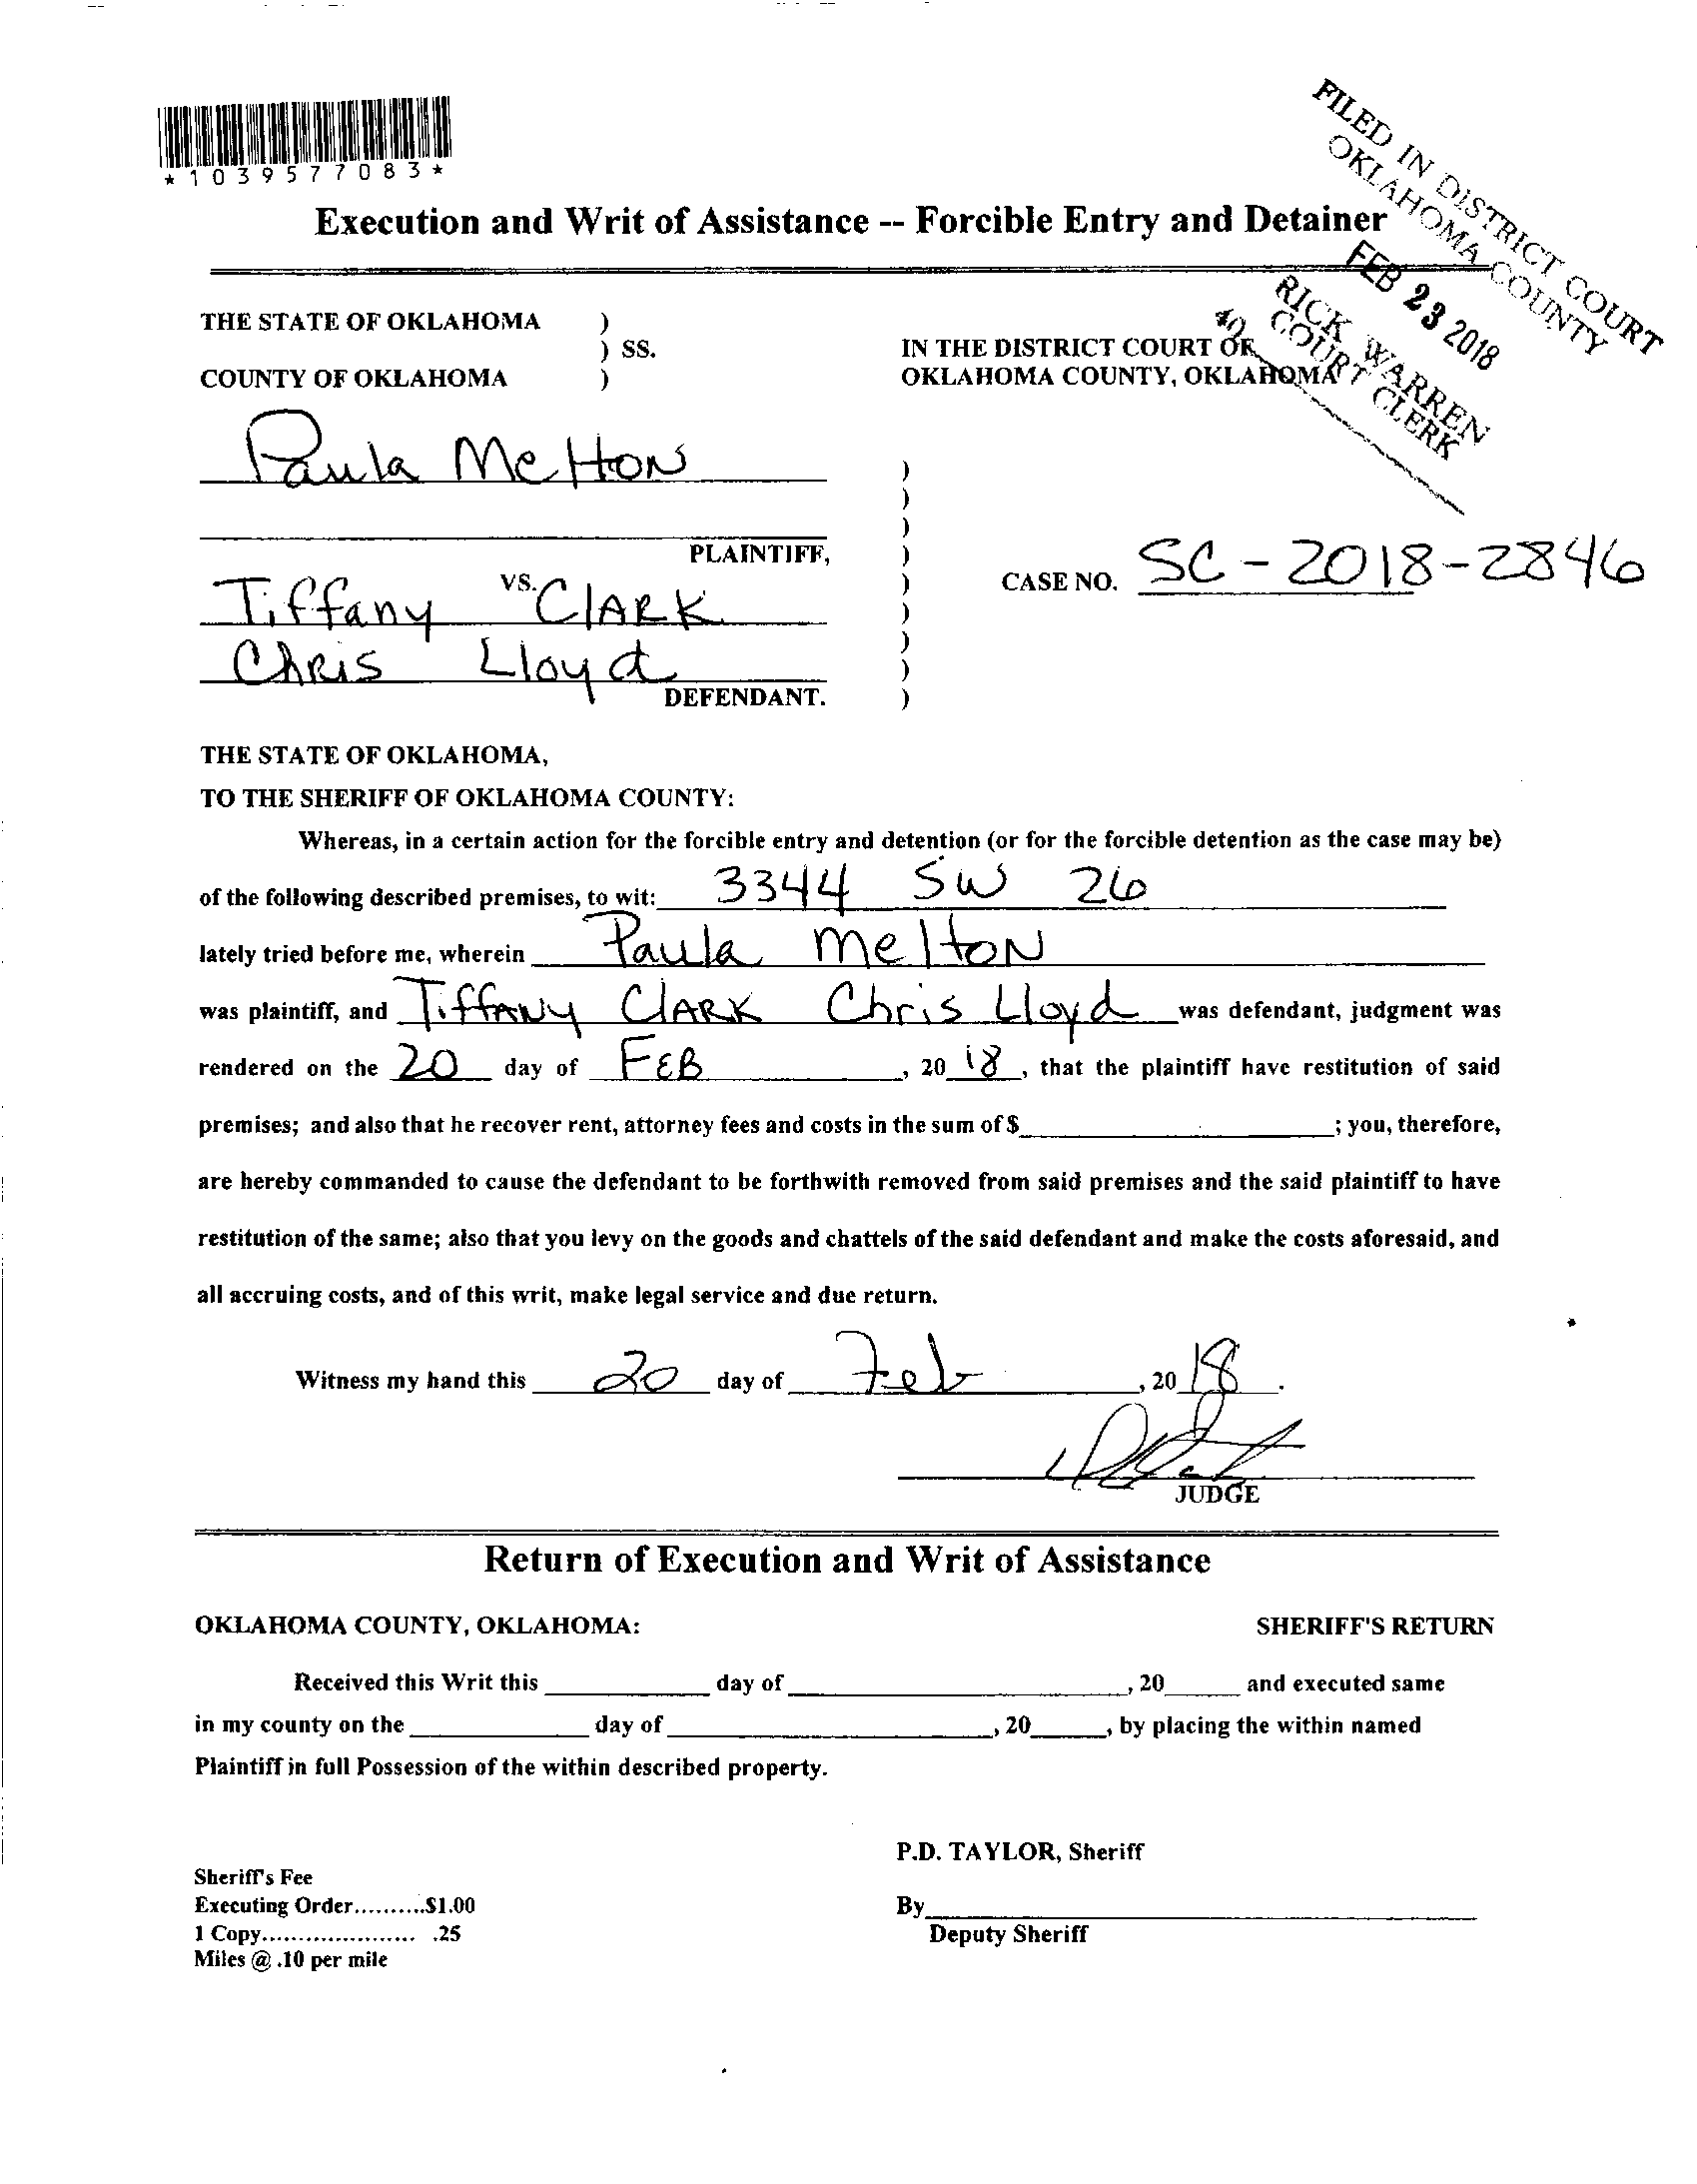 *1039577083*
FILED IN DISTRICT COURT
OKLAHOMA COUNTY
FEB 23 2018
RICK WARREN
COURT CLERK
40
Execution and Writ of Assistance -- Forcible Entry and Detainer
THE STATE OF OKLAHOMA )
) SS.
COUNTY OF OKLAHOMA )
IN THE DISTRICT COURT OF
OKLAHOMA COUNTY, OKLAHOMA
Paula Melton
PLAINTIFF,
VS.
Tiffany CLARK
Chris Lloyd
DEFENDANT.
)
)
)
)
)
)
)
)
)
CASE NO. SC-2018-2846
THE STATE OF OKLAHOMA,
TO THE SHERIFF OF OKLAHOMA COUNTY:
Whereas, in a certain action for the forcible entry and detention (or for the forcible detention as the case may be)
of the following described premises, to wit: 3344 SW 26
lately tried before me, wherein Paula Melton
was plaintiff, and Tiffany CLARK Chris Lloyd was defendant, judgment was
rendered on the 20 day of FEB, 20 18, that the plaintiff have restitution of said
premises; and also that he recover rent, attorney fees and costs in the sum of $____; you, therefore,
are hereby commanded to cause the defendant to be forthwith removed from said premises and the said plaintiff to have
restitution of the same; also that you levy on the goods and chattels of the said defendant and make the costs aforesaid, and
all accruing costs, and of this writ, make legal service and due return.
Witness my hand this 20 day of Feb, 20 18.
JUDGE
Return of Execution and Writ of Assistance
OKLAHOMA COUNTY, OKLAHOMA: SHERIFF'S RETURN
Received this Writ this ____ day of ____, 20____ and executed same
in my county on the ____ day of ____, 20____, by placing the within named
Plaintiff in full Possession of the within described property.
P.D. TAYLOR, Sheriff
Sheriff's Fee
Executing Order..........$1.00
1 Copy..................... .25
Miles @ .10 per mile
By____
Deputy Sheriff